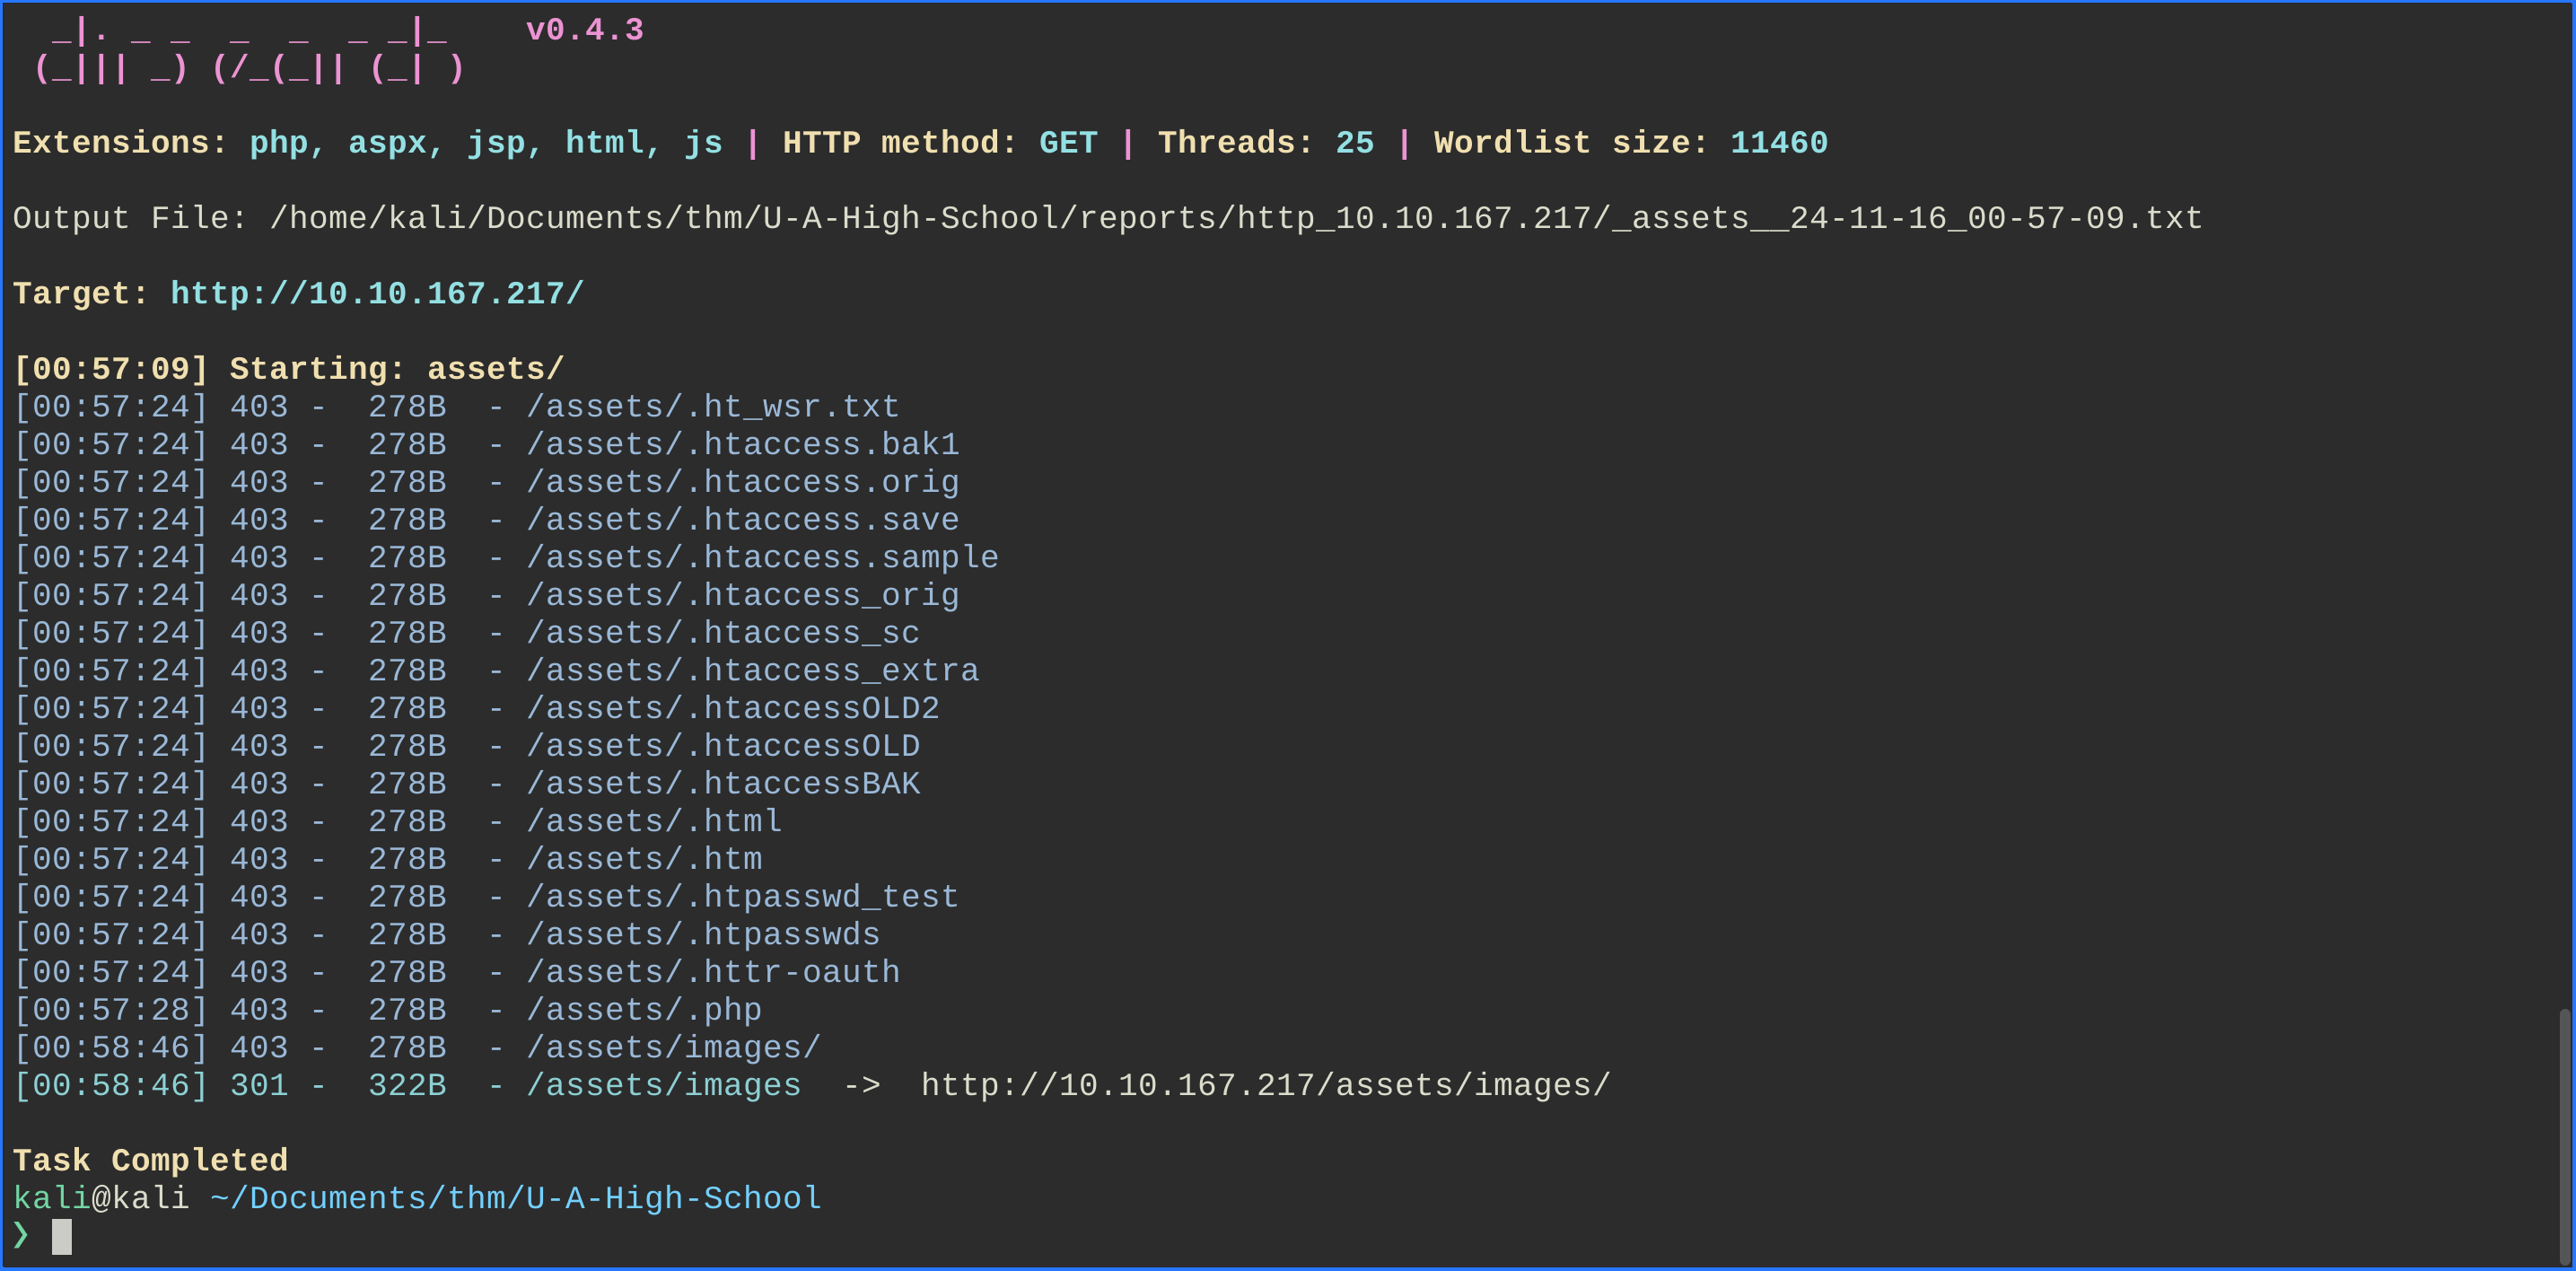 _|. _ _  _  _  _ _|_    v0.4.3
 (_||| _) (/_(_|| (_| )
Extensions: php, aspx, jsp, html, js | HTTP method: GET | Threads: 25 | Wordlist size: 11460
Output File: /home/kali/Documents/thm/U-A-High-School/reports/http_10.10.167.217/_assets__24-11-16_00-57-09.txt
Target: http://10.10.167.217/
[00:57:09] Starting: assets/
[00:57:24] 403 -  278B  - /assets/.ht_wsr.txt
[00:57:24] 403 -  278B  - /assets/.htaccess.bak1
[00:57:24] 403 -  278B  - /assets/.htaccess.orig
[00:57:24] 403 -  278B  - /assets/.htaccess.save
[00:57:24] 403 -  278B  - /assets/.htaccess.sample
[00:57:24] 403 -  278B  - /assets/.htaccess_orig
[00:57:24] 403 -  278B  - /assets/.htaccess_sc
[00:57:24] 403 -  278B  - /assets/.htaccess_extra
[00:57:24] 403 -  278B  - /assets/.htaccessOLD2
[00:57:24] 403 -  278B  - /assets/.htaccessOLD
[00:57:24] 403 -  278B  - /assets/.htaccessBAK
[00:57:24] 403 -  278B  - /assets/.html
[00:57:24] 403 -  278B  - /assets/.htm
[00:57:24] 403 -  278B  - /assets/.htpasswd_test
[00:57:24] 403 -  278B  - /assets/.htpasswds
[00:57:24] 403 -  278B  - /assets/.httr-oauth
[00:57:28] 403 -  278B  - /assets/.php
[00:58:46] 403 -  278B  - /assets/images/
[00:58:46] 301 -  322B  - /assets/images  ->  http://10.10.167.217/assets/images/
Task Completed
kali@kali ~/Documents/thm/U-A-High-School
❯